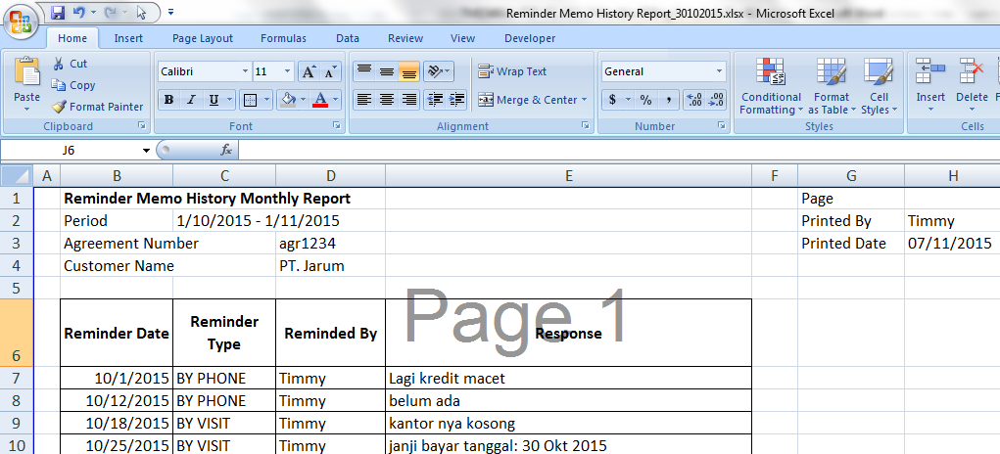 Reminder Memo History Report_30102015.xlsx - Microsoft Excel
Home Insert Page Layout Formulas Data Review View Developer
Paste Cut Calibri 11 A A Wrap Text General Conditional Formatting Format as Table Cell Styles Insert Delete F
Copy
Format Painter B I U A Merge & Center $ % , .00 .0
Clipboard Font Alignment Number Styles Cells
J6 fx
A B C D E F G H
1 Reminder Memo History Monthly Report Page
2 Period 1/10/2015 - 1/11/2015 Printed By Timmy
3 Agreement Number agr1234 Printed Date 07/11/2015
4 Customer Name PT. Jarum
5
Page 1
6 Reminder Date Reminder Type Reminded By Response
7 10/1/2015 BY PHONE Timmy Lagi kredit macet
8 10/12/2015 BY PHONE Timmy belum ada
9 10/18/2015 BY VISIT Timmy kantor nya kosong
10 10/25/2015 BY VISIT Timmy janji bayar tanggal: 30 Okt 2015